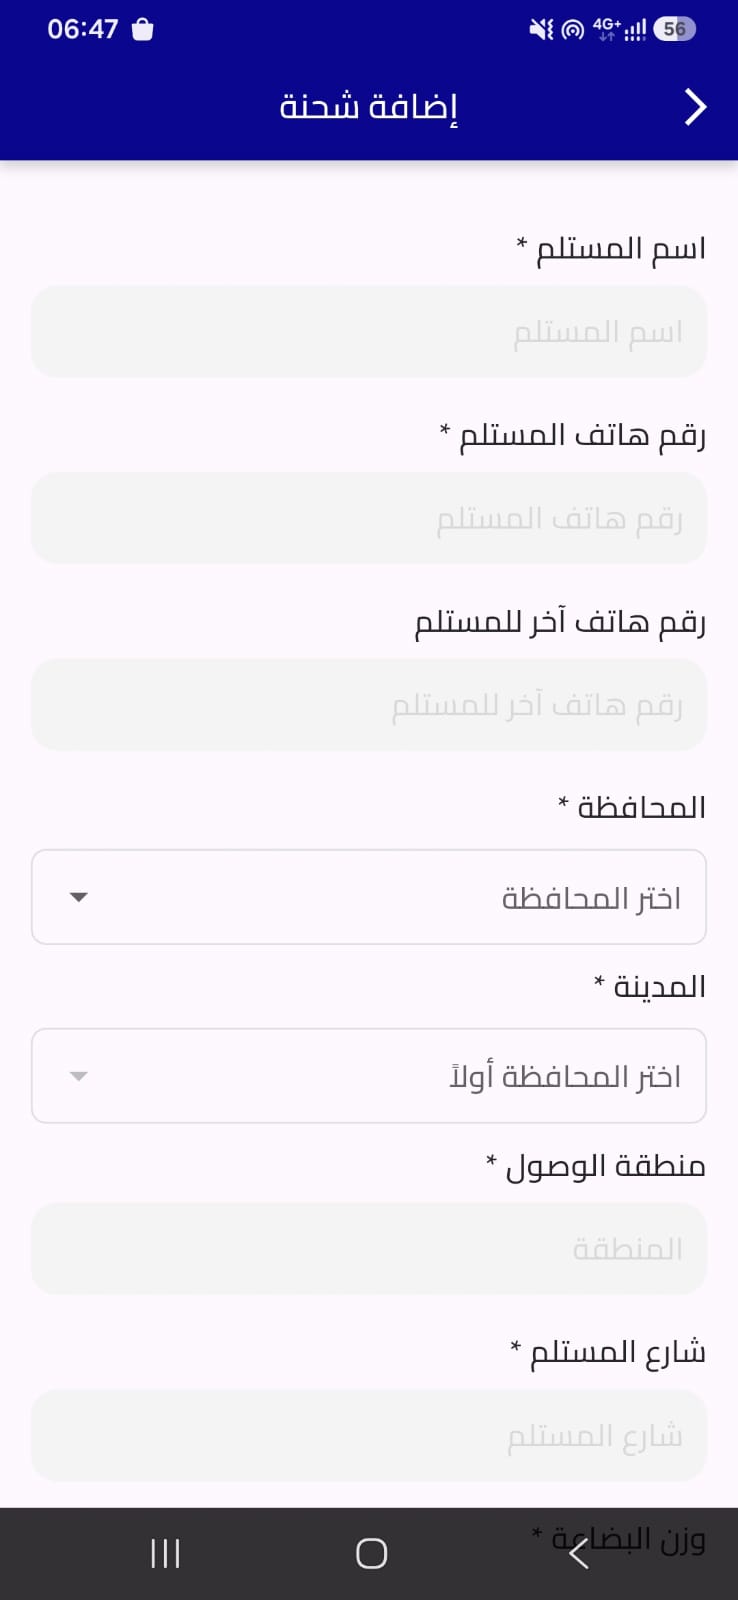 06:47
4G+ 56
إضافة شحنة
اسم المستلم *
اسم المستلم
رقم هاتف المستلم *
رقم هاتف المستلم
رقم هاتف آخر للمستلم
رقم هاتف آخر للمستلم
المحافظة *
اختر المحافظة
المدينة *
اختر المحافظة أولاً
منطقة الوصول *
المنطقة
شارع المستلم *
شارع المستلم
وزن البضاعة *